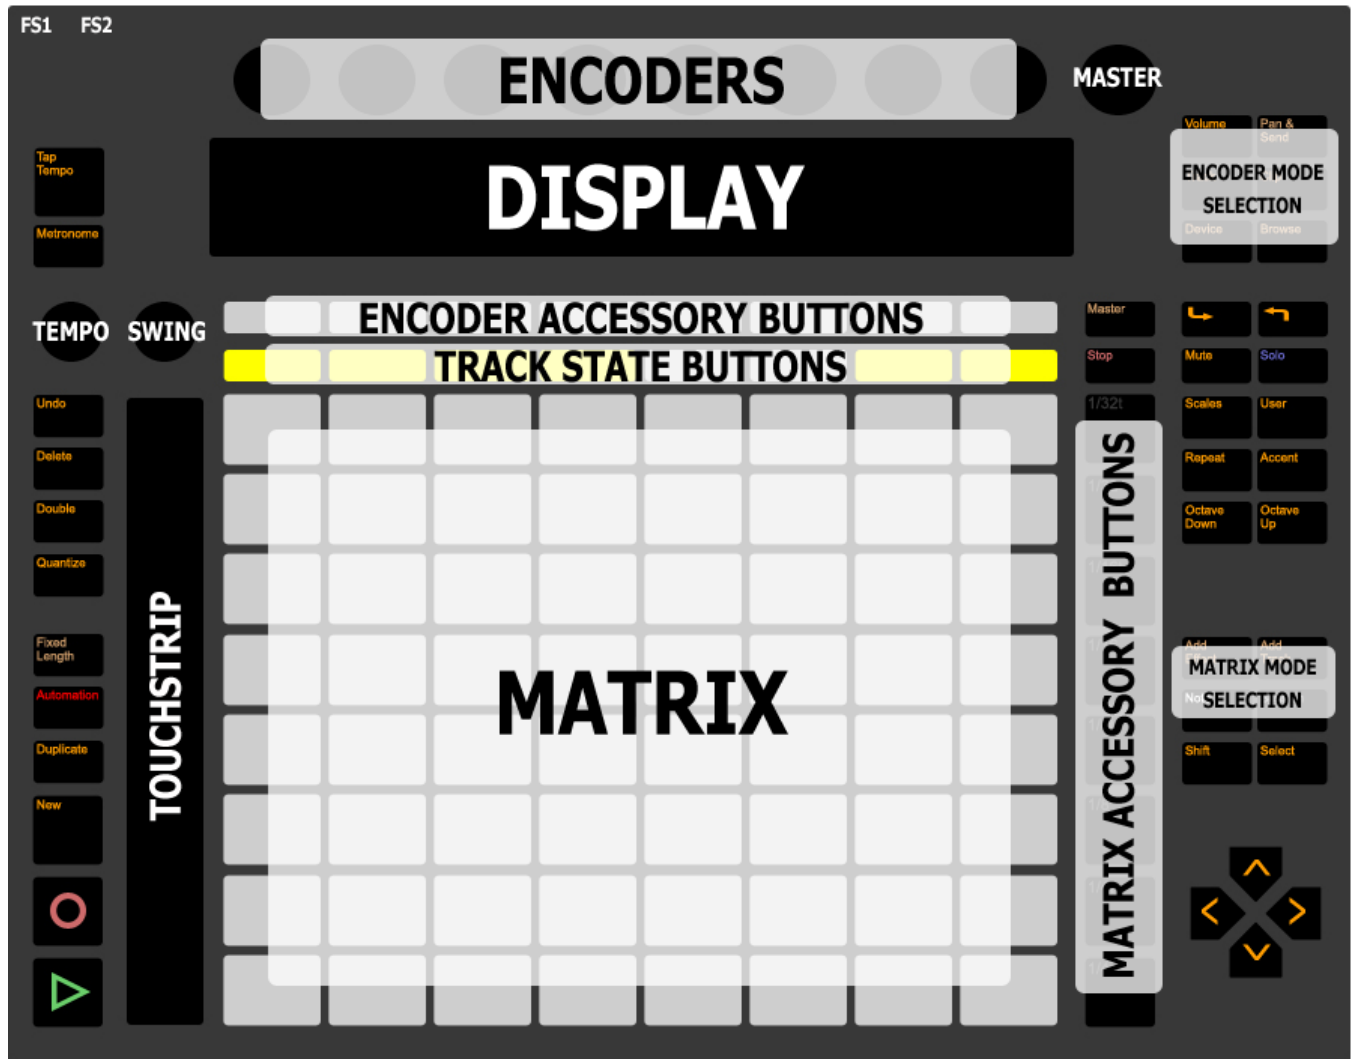 FS1 FS2
ENCODERS
MASTER
Volume
Pan &
Send
Tap
Tempo
DISPLAY
ENCODER MODE
SELECTION
Metronome
Device
Browse
TEMPO
SWING
ENCODER ACCESSORY BUTTONS
Master
TRACK STATE BUTTONS
Stop
Mute
Solo
Undo
1/32t
Scales
User
Delete
Repeat
Accent
Double
Octave
Down
Octave
Up
Quantize
TOUCHSTRIP
MATRIX
MATRIX ACCESSORY BUTTONS
Fixed
Length
Add
Add
MATRIX MODE
SELECTION
Automation
Duplicate
Shift
Select
New